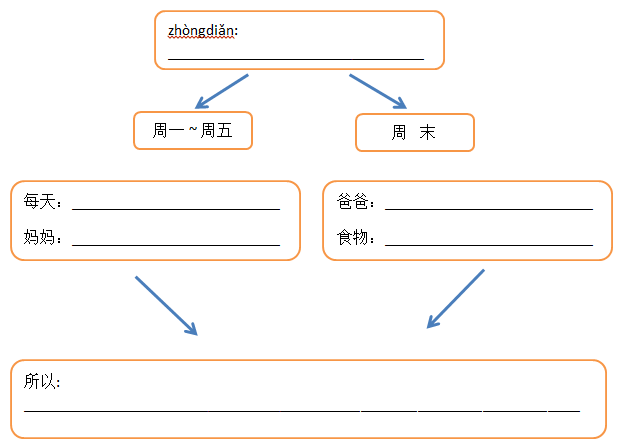 zhòngdiǎn:
周一 ~ 周五
周 末
每天：
妈妈：
爸爸：
食物：
所以: